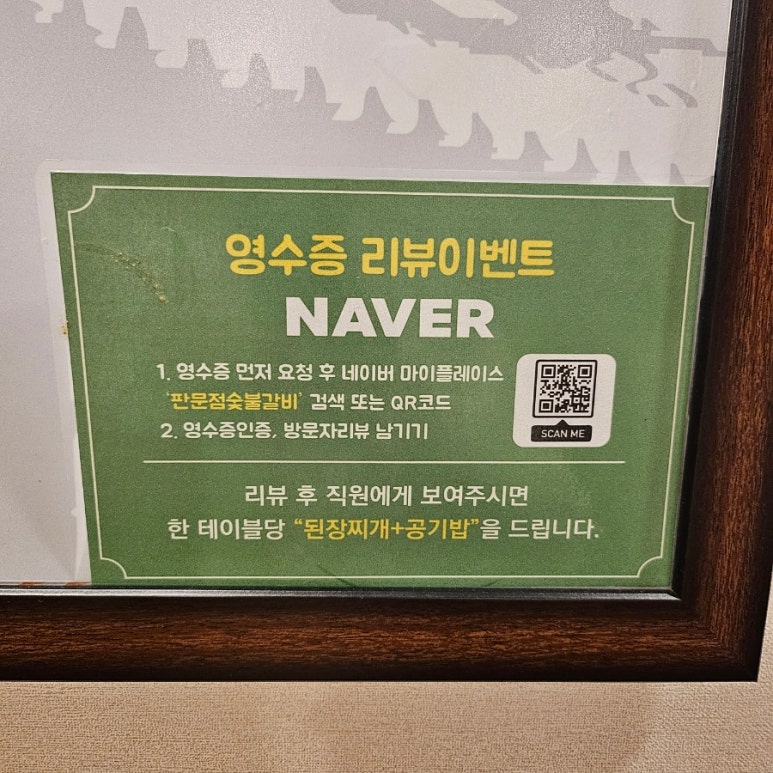 영수증 리뷰이벤트
NAVER
1. 영수증 먼저 요청 후 네이버 마이플레이스
'판문점숯불갈비' 검색 또는 QR코드
2. 영수증인증, 방문자리뷰 남기기
SCAN ME
리뷰 후 직원에게 보여주시면
한 테이블당 “된장찌개+공기밥”을 드립니다.